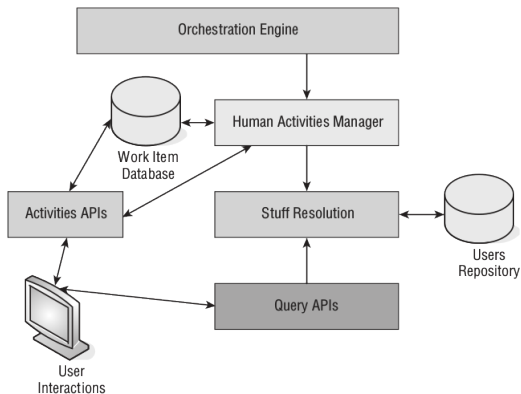 Orchestration Engine
Human Activities Manager
Work Item
Database
Activities APIs
Stuff Resolution
Users
Repository
Query APIs
User
Interactions